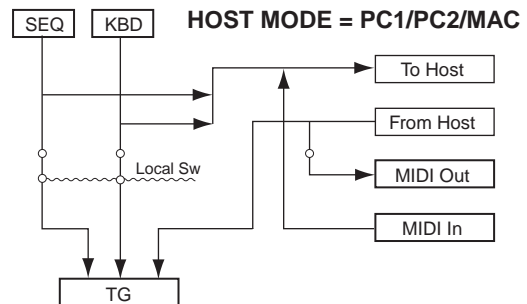 SEQ
KBD
HOST MODE = PC1/PC2/MAC
To Host
From Host
Local Sw
MIDI Out
MIDI In
TG